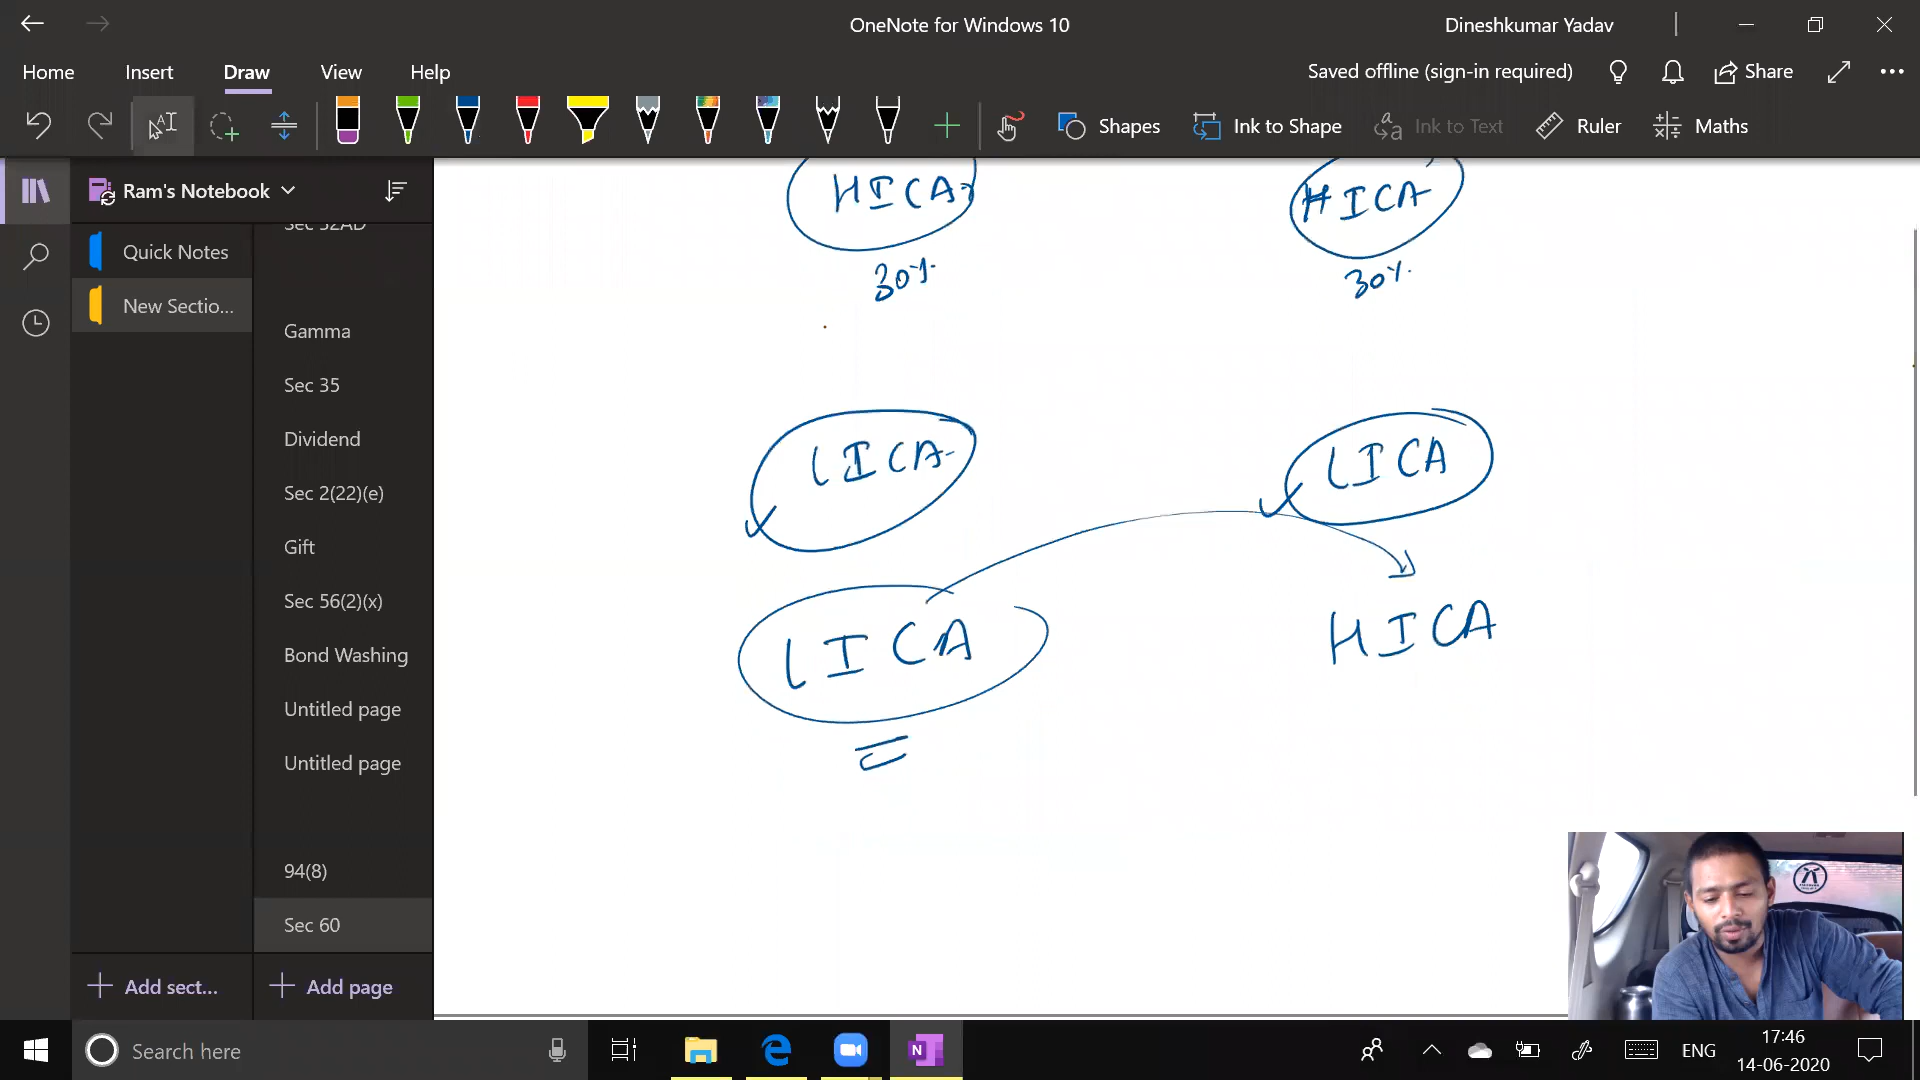 OneNote for Windows 10
Dineshkumar Yadav
Home Insert Draw View Help
Saved offline (sign-in required)
Share
Shapes
Ink to Shape
Ink to Text
Ruler
Maths
Ram's Notebook
Quick Notes
New Sectio...
Sec 32AD
Gamma
Sec 35
Dividend
Sec 2(22)(e)
Gift
Sec 56(2)(x)
Bond Washing
Untitled page
Untitled page
94(8)
Sec 60
Add sect...
Add page
HICA HICA
30% 30%
LICA LICA
LICA HICA
Search here
ENG
17:46
14-06-2020